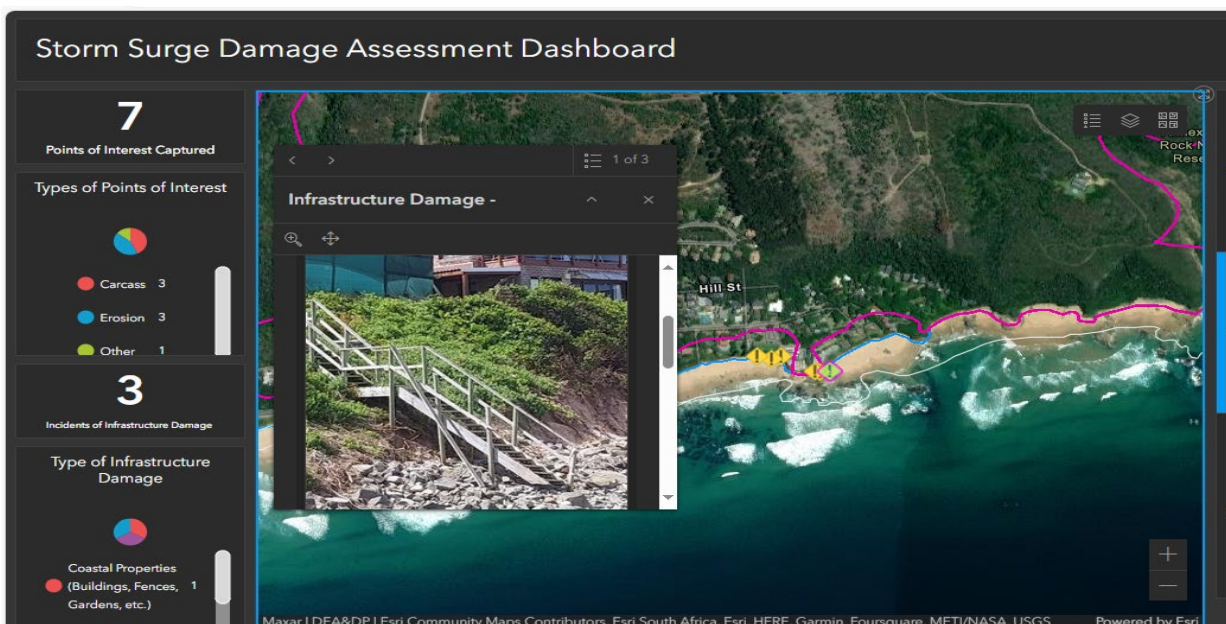 Storm Surge Damage Assessment Dashboard
7
Points of Interest Captured
Types of Points of Interest
Carcass 3
Erosion 3
Other 1
3
Incidents of Infrastructure Damage
Type of Infrastructure
Damage
Coastal Properties
(Buildings, Fences, 1
Gardens, etc.)
1 of 3
Infrastructure Damage -
Hill St
Rock N
Rese
Maxar | DEA&DP | Esri Community Maps Contributors, Esri South Africa, Esri, HERE, Garmin, Foursquare, METI/NASA, USGS
Powered by Esri